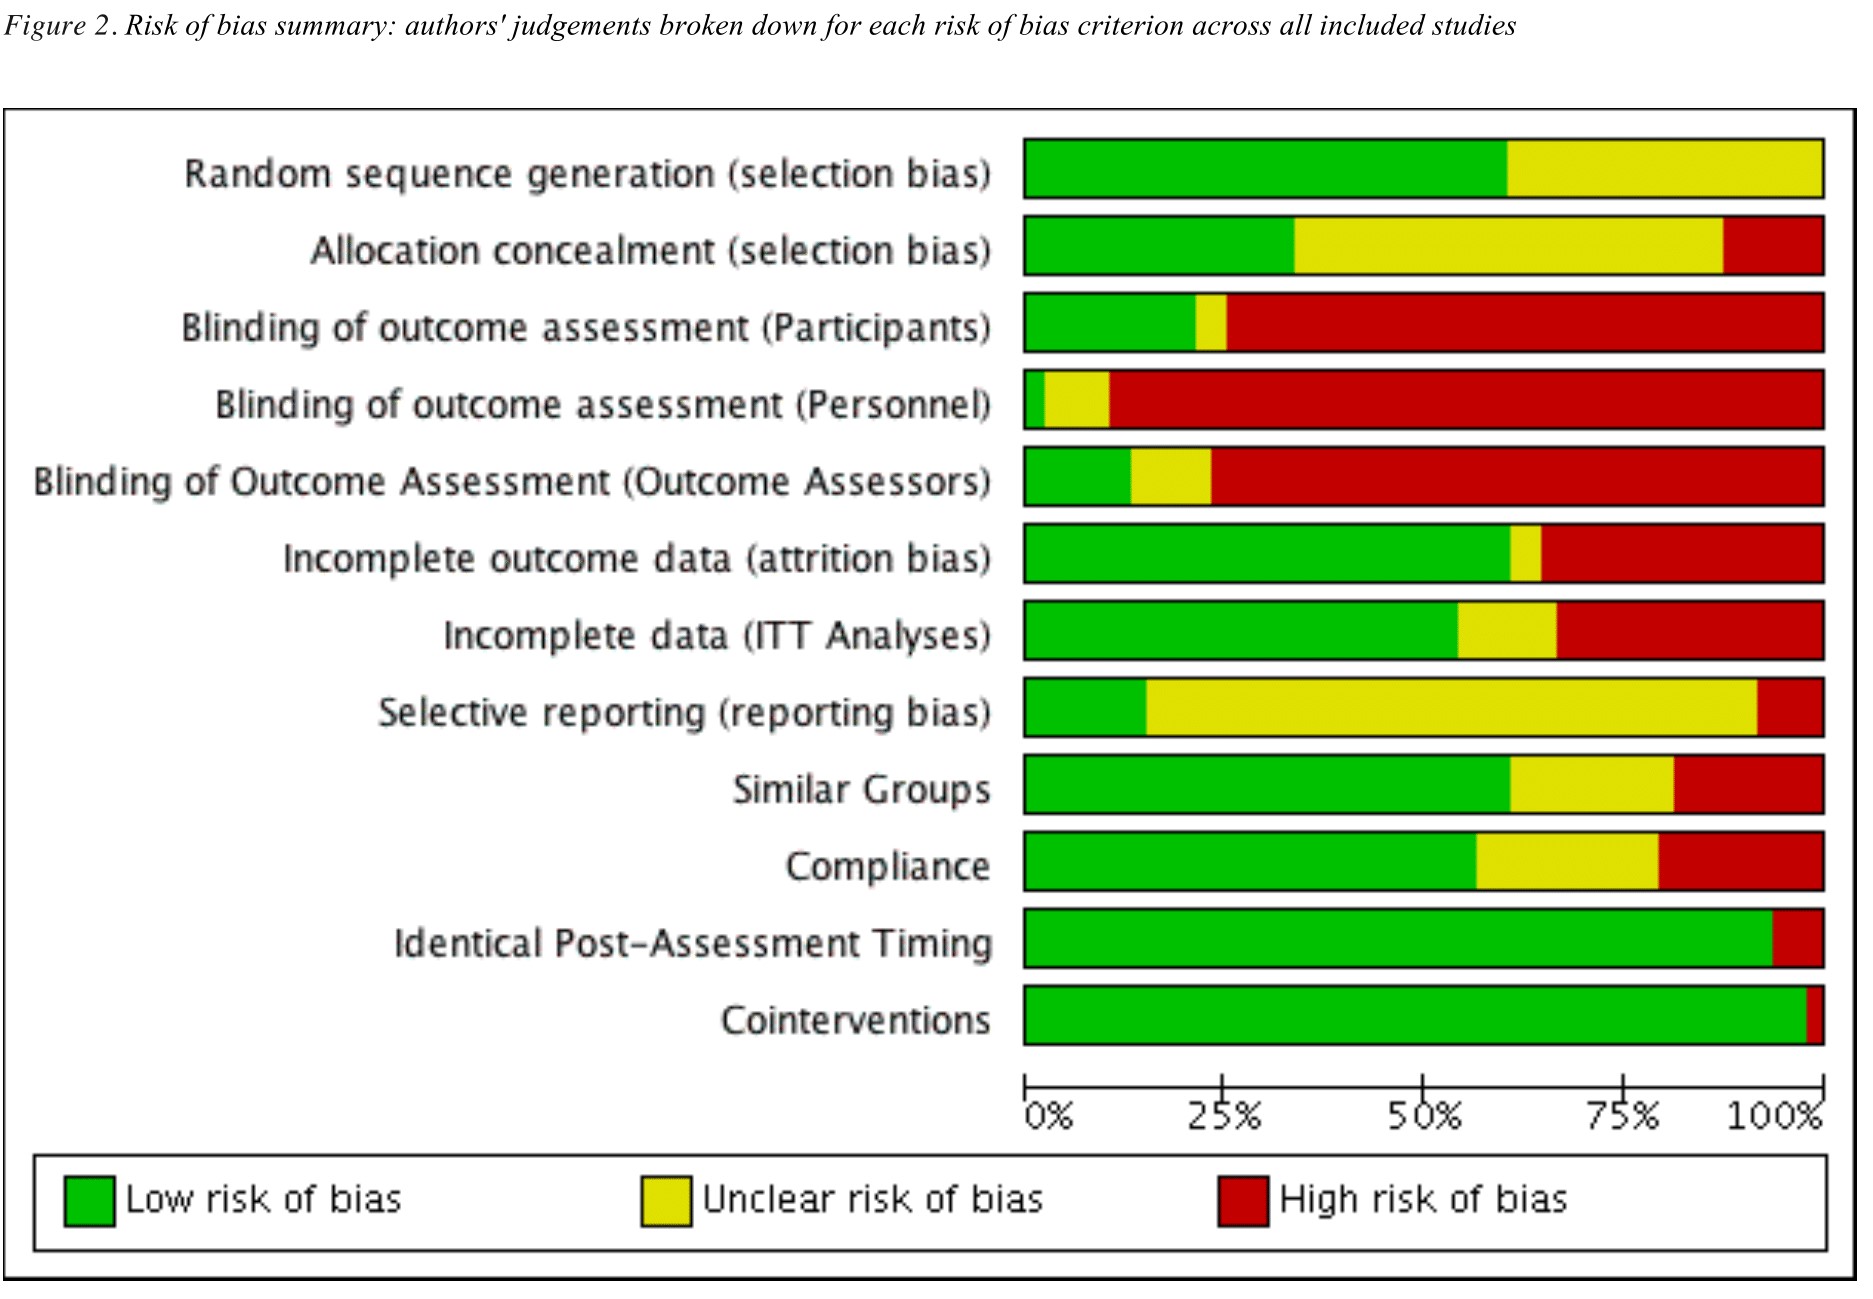 Figure 2. Risk of bias summary: authors' judgements broken down for each risk of bias criterion across all included studies
Random sequence generation (selection bias)
Allocation concealment (selection bias)
Blinding of outcome assessment (Participants)
Blinding of outcome assessment (Personnel)
Blinding of Outcome Assessment (Outcome Assessors)
Incomplete outcome data (attrition bias)
Incomplete data (ITT Analyses)
Selective reporting (reporting bias)
Similar Groups
Compliance
Identical Post-Assessment Timing
Cointerventions
0% 25% 50% 75% 100%
Low risk of bias Unclear risk of bias High risk of bias